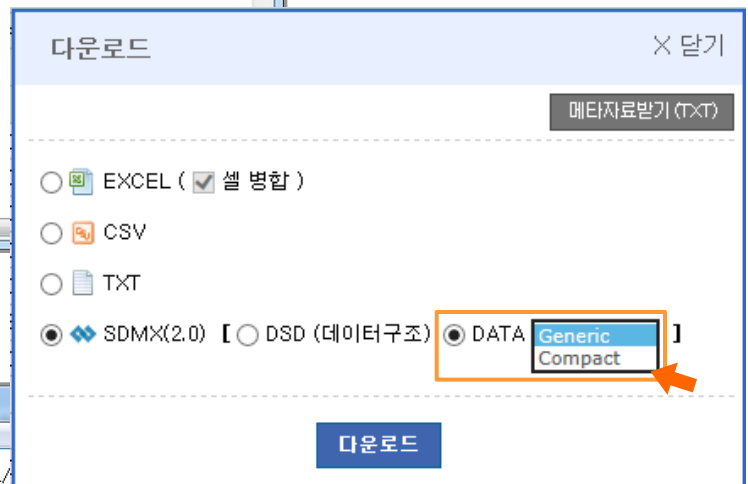 다운로드 X 닫기
메타자료받기(TXT)
EXCEL ( 셀 병합 )
CSV
TXT
SDMX(2.0) [ DSD (데이터구조) DATA Generic ]
Compact
다운로드